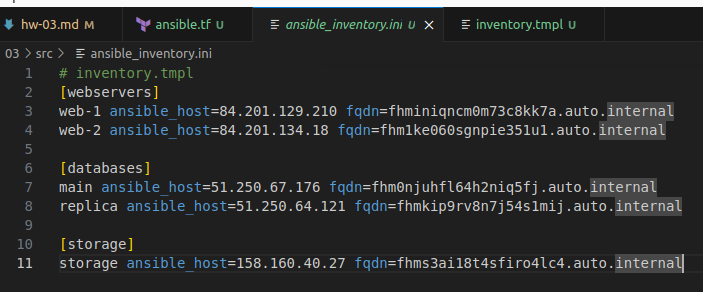 hw-03.md M
ansible.tf U
ansible_inventory.ini U
inventory.tmpl U
03 > src > ansible_inventory.ini
1 # inventory.tmpl
2 [webservers]
3 web-1 ansible_host=84.201.129.210 fqdn=fhminiqncm0m73c8kk7a.auto.internal
4 web-2 ansible_host=84.201.134.18 fqdn=fhm1ke060sgnpie351u1.auto.internal
5
6 [databases]
7 main ansible_host=51.250.67.176 fqdn=fhm0njuhfl64h2niq5fj.auto.internal
8 replica ansible_host=51.250.64.121 fqdn=fhmkip9rv8n7j54s1mij.auto.internal
9
10 [storage]
11 storage ansible_host=158.160.40.27 fqdn=fhms3ai18t4sfiro4lc4.auto.internal